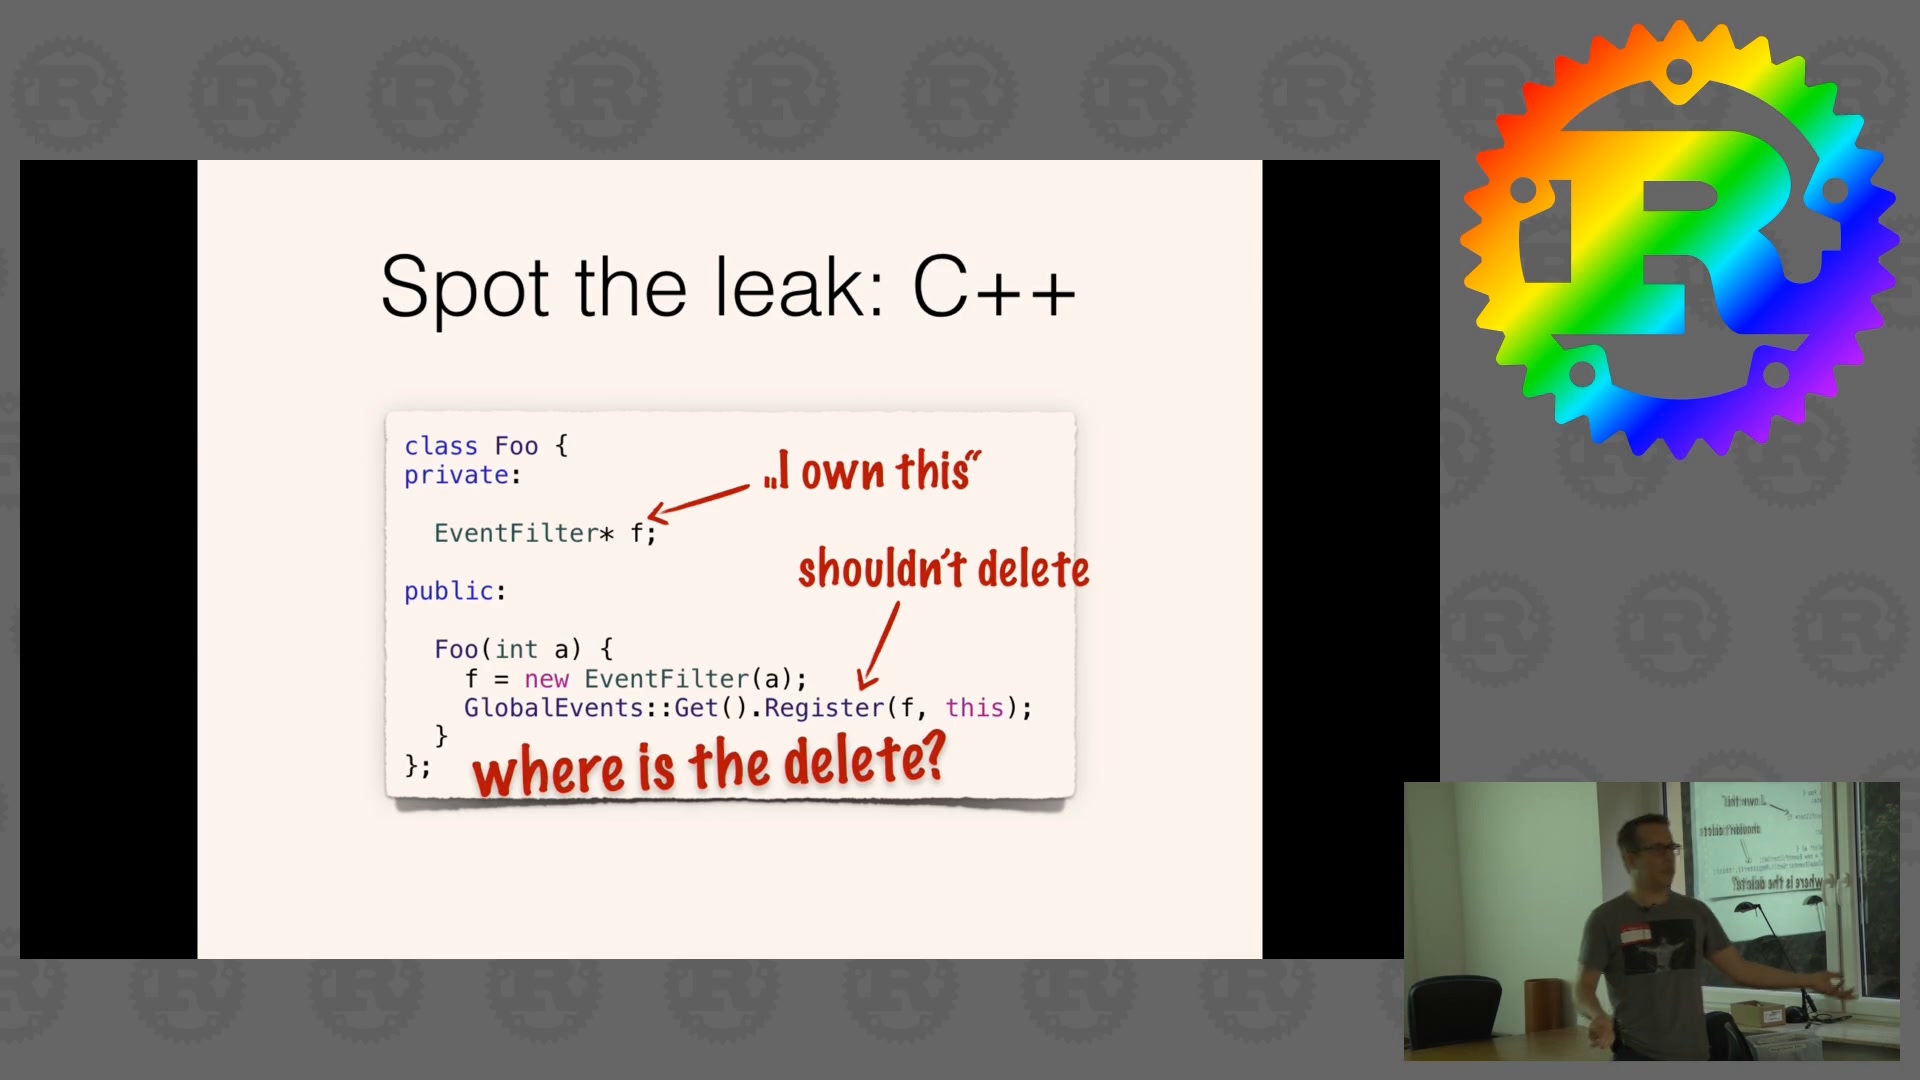 Spot the leak: C++
class Foo {
private:
„I own this“
EventFilter* f;
shouldn't delete
public:
Foo(int a) {
f = new EventFilter(a);
GlobalEvents::Get().Register(f, this);
}
};
where is the delete?